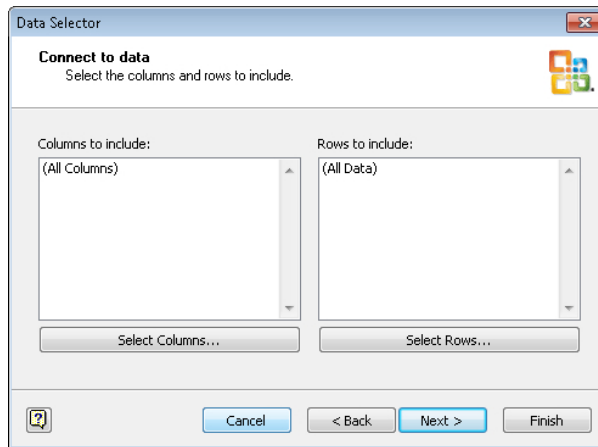 Data Selector
Connect to data
Select the columns and rows to include.
Columns to include:
Rows to include:
(All Columns)
(All Data)
Select Columns...
Select Rows...
?
Cancel
< Back
Next >
Finish